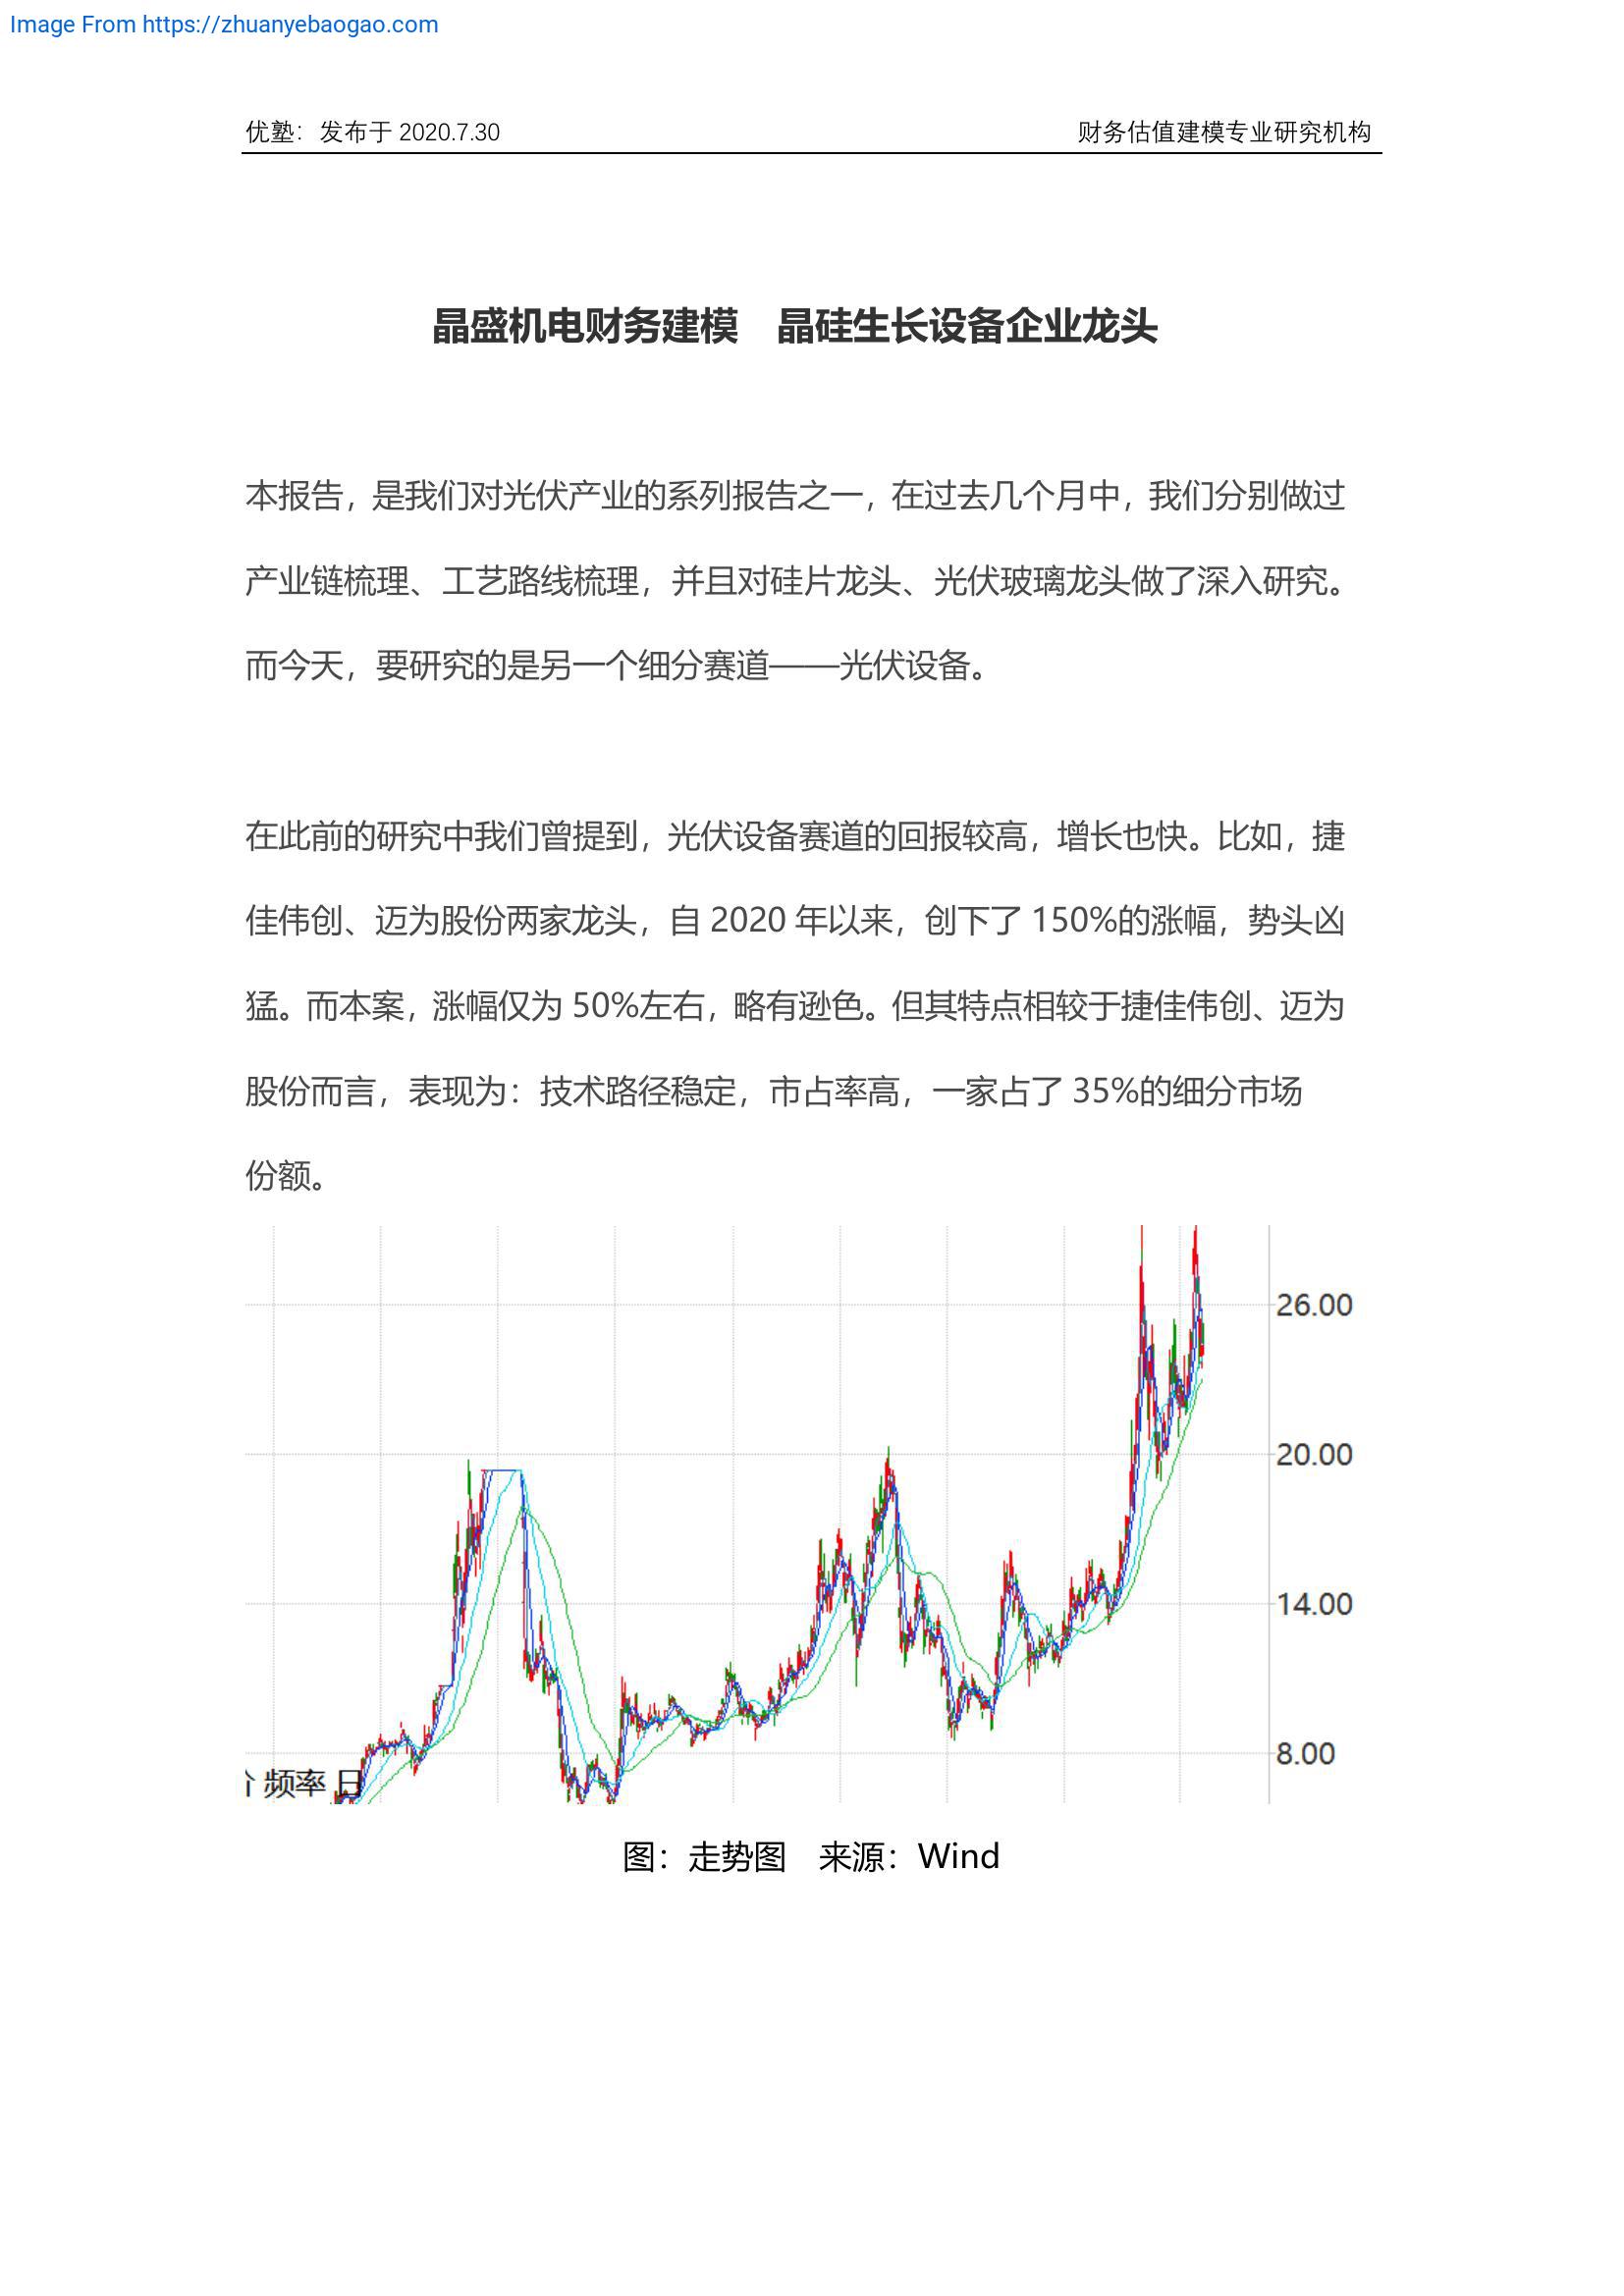 Image From https://zhuanyebaogao.com
优塾：发布于 2020.7.30
财务估值建模专业研究机构
晶盛机电财务建模 晶硅生长设备企业龙头
本报告，是我们对光伏产业的系列报告之一，在过去几个月中，我们分别做过
产业链梳理、工艺路线梳理，并且对硅片龙头、光伏玻璃龙头做了深入研究。
而今天，要研究的是另一个细分赛道——光伏设备。
在此前的研究中我们曾提到，光伏设备赛道的回报较高，增长也快。比如，捷
佳伟创、迈为股份两家龙头，自 2020 年以来，创下了 150%的涨幅，势头凶
猛。而本案，涨幅仅为 50%左右，略有逊色。但其特点相较于捷佳伟创、迈为
股份而言，表现为：技术路径稳定，市占率高，一家占了 35%的细分市场
份额。
26.00
20.00
14.00
8.00
频率 日
图：走势图 来源：Wind